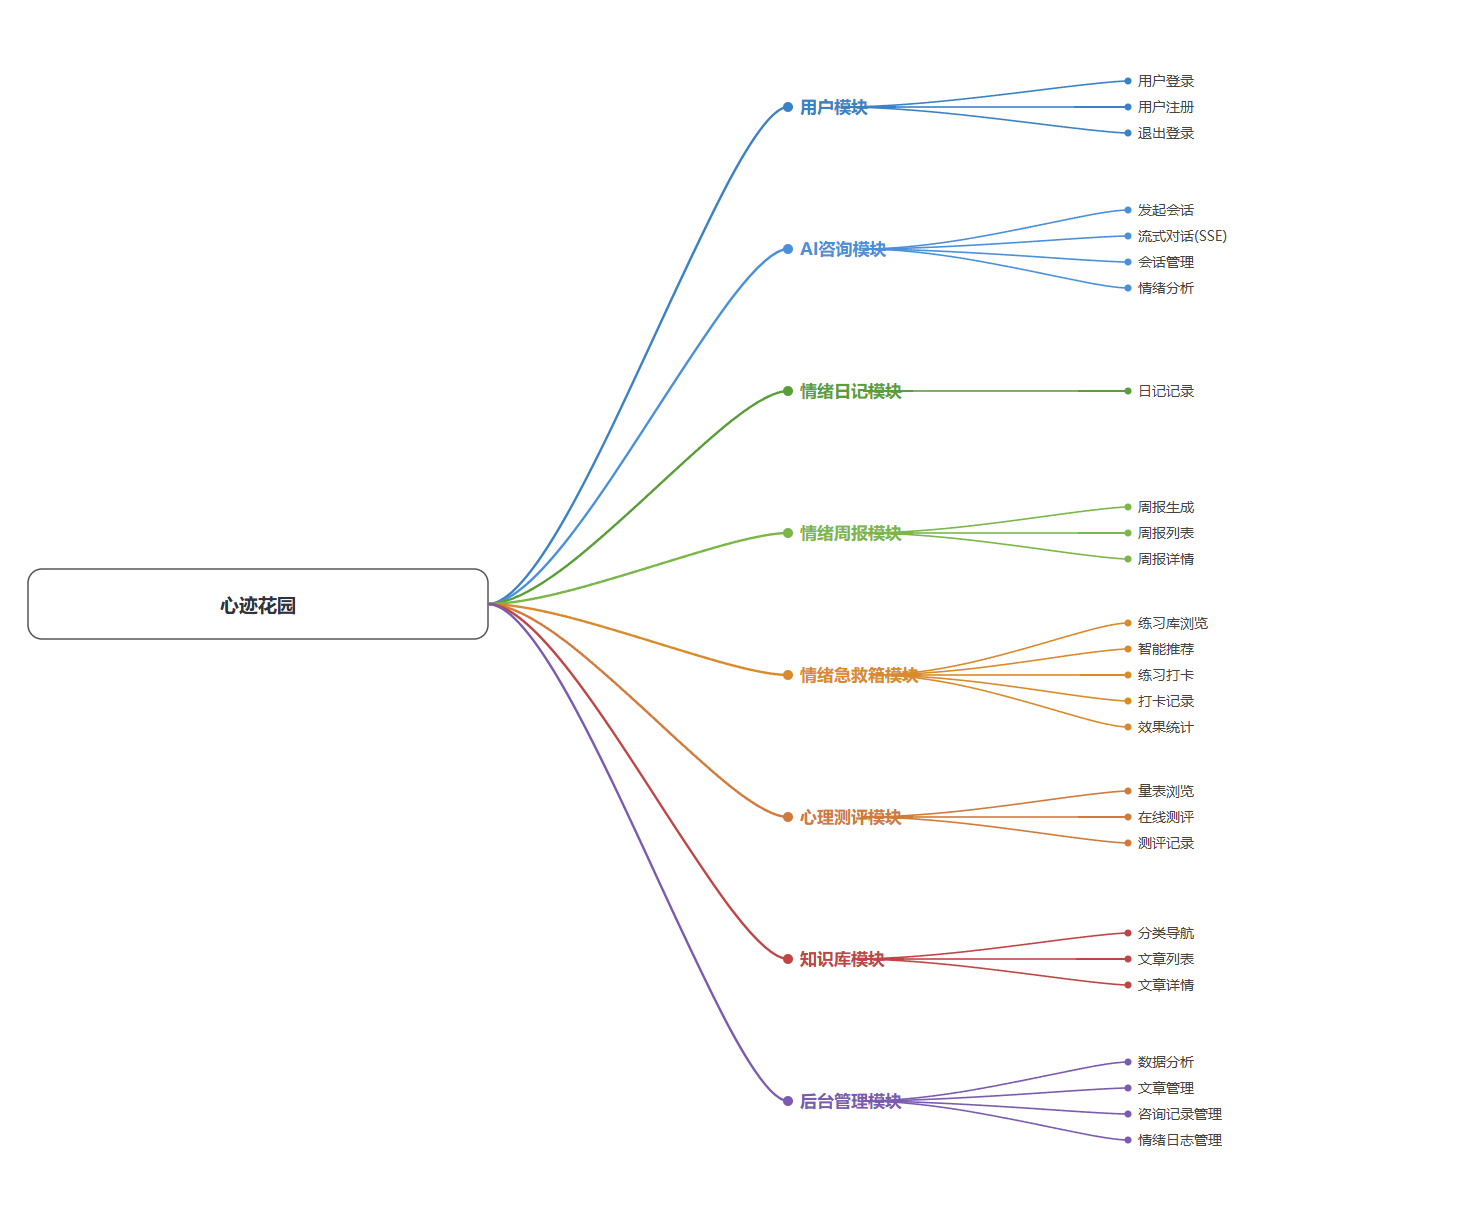 心迹花园
用户模块
用户登录
用户注册
退出登录
AI咨询模块
发起会话
流式对话(SSE)
会话管理
情绪分析
情绪日记模块
日记记录
情绪周报模块
周报生成
周报列表
周报详情
情绪急救箱模块
练习库浏览
智能推荐
练习打卡
打卡记录
效果统计
心理测评模块
量表浏览
在线测评
测评记录
知识库模块
分类导航
文章列表
文章详情
后台管理模块
数据分析
文章管理
咨询记录管理
情绪日志管理